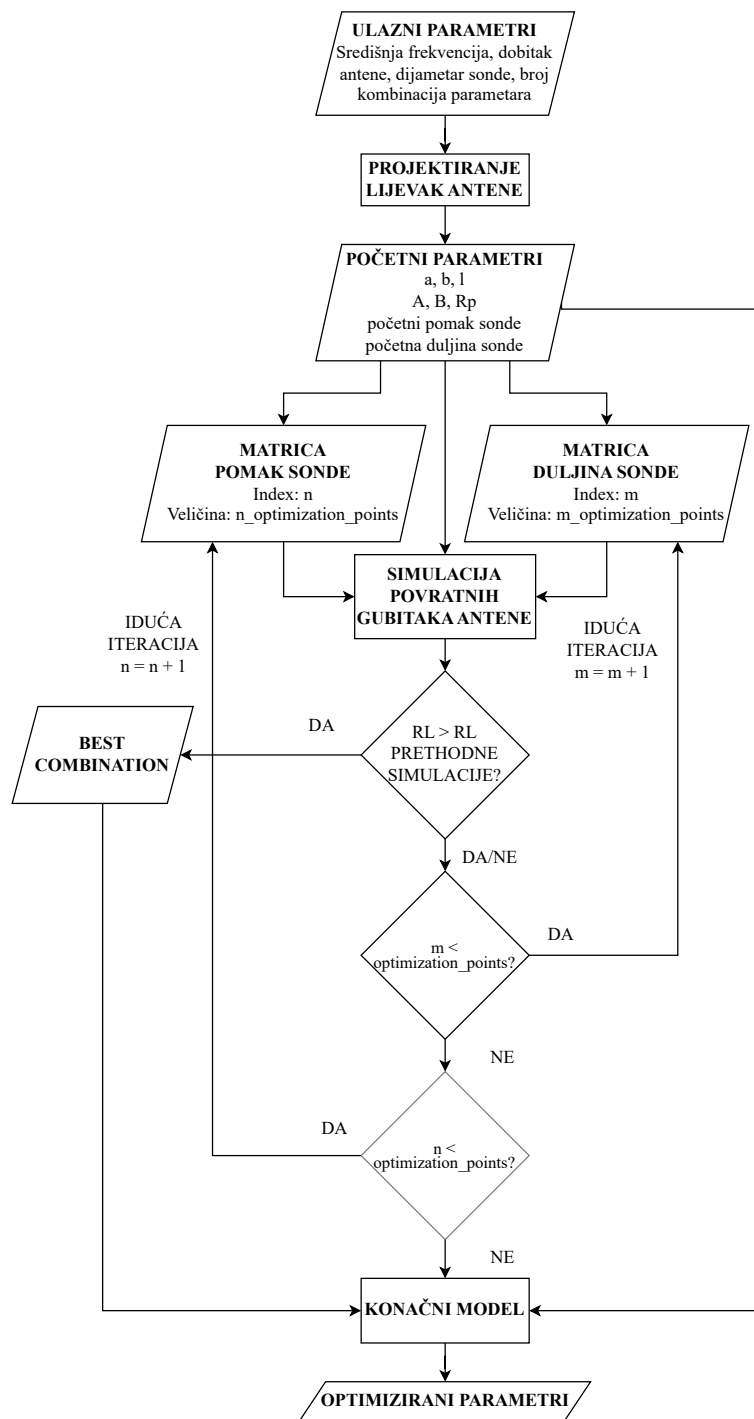 ULAZNI PARAMETRI
Središnja frekvencija, dobitak
antene, dijametar sonde, broj
kombinacija parametara
PROJEKTIRANJE
LIJEVAK ANTENE
POČETNI PARAMETRI
a, b, l
A, B, Rp
početni pomak sonde
početna duljina sonde
MATRICA
POMAK SONDE
Index: n
Veličina: n_optimization_points
MATRICA
DULJINA SONDE
Index: m
Veličina: m_optimization_points
SIMULACIJA
POVRATNIH
GUBITAKA ANTENE
IDUĆA
ITERACIJA
n = n + 1
IDUĆA
ITERACIJA
m = m + 1
DA
RL > RL
PRETHODNE
SIMULACIJE?
BEST
COMBINATION
DA/NE
m <
optimization_points?
DA
NE
DA
n <
optimization_points?
NE
KONAČNI MODEL
OPTIMIZIRANI PARAMETRI